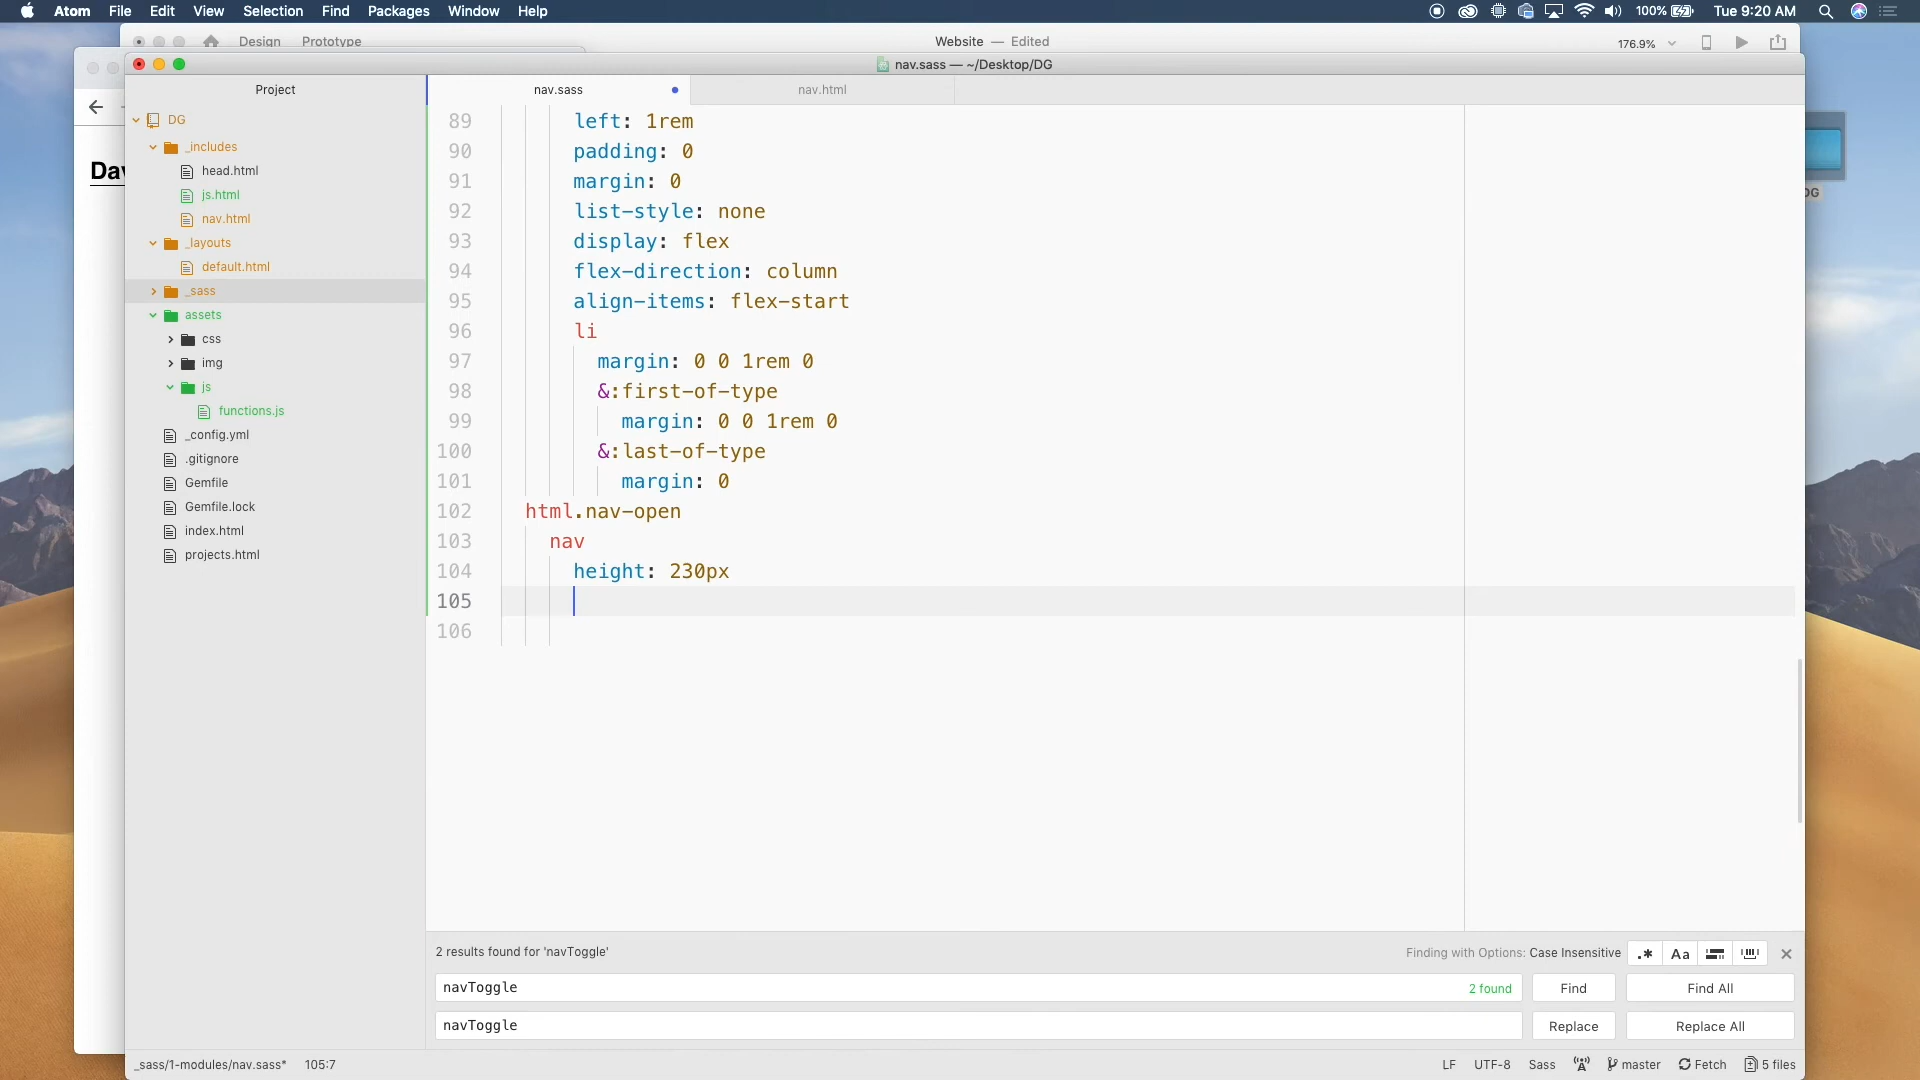 Atom File Edit View Selection Find Packages Window Help 100% Tue 9:20 AM
Design Prototype Website — Edited 176.9%
nav.sass — ~/Desktop/DG
Project nav.sass nav.html
DG
_includes
head.html
js.html
nav.html
_layouts
default.html
_sass
assets
css
img
js
functions.js
_config.yml
.gitignore
Gemfile
Gemfile.lock
index.html
projects.html
89 left: 1rem
90 padding: 0
91 margin: 0
92 list-style: none
93 display: flex
94 flex-direction: column
95 align-items: flex-start
96 li
97 margin: 0 0 1rem 0
98 &:first-of-type
99 margin: 0 0 1rem 0
100 &:last-of-type
101 margin: 0
102 html.nav-open
103 nav
104 height: 230px
105
106
2 results found for 'navToggle' Finding with Options: Case Insensitive .* Aa
navToggle 2 found Find Find All
navToggle Replace Replace All
_sass/1-modules/nav.sass* 105:7 LF UTF-8 Sass master Fetch 5 files
DG